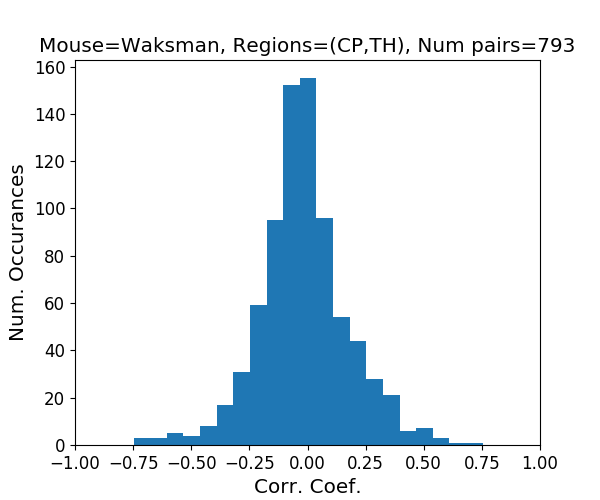 Mouse=Waksman, Regions=(CP,TH), Num pairs=793
160
140
120
100
80
60
40
20
0
Num. Occurances
−1.00 −0.75 −0.50 −0.25 0.00 0.25 0.50 0.75 1.00
Corr. Coef.